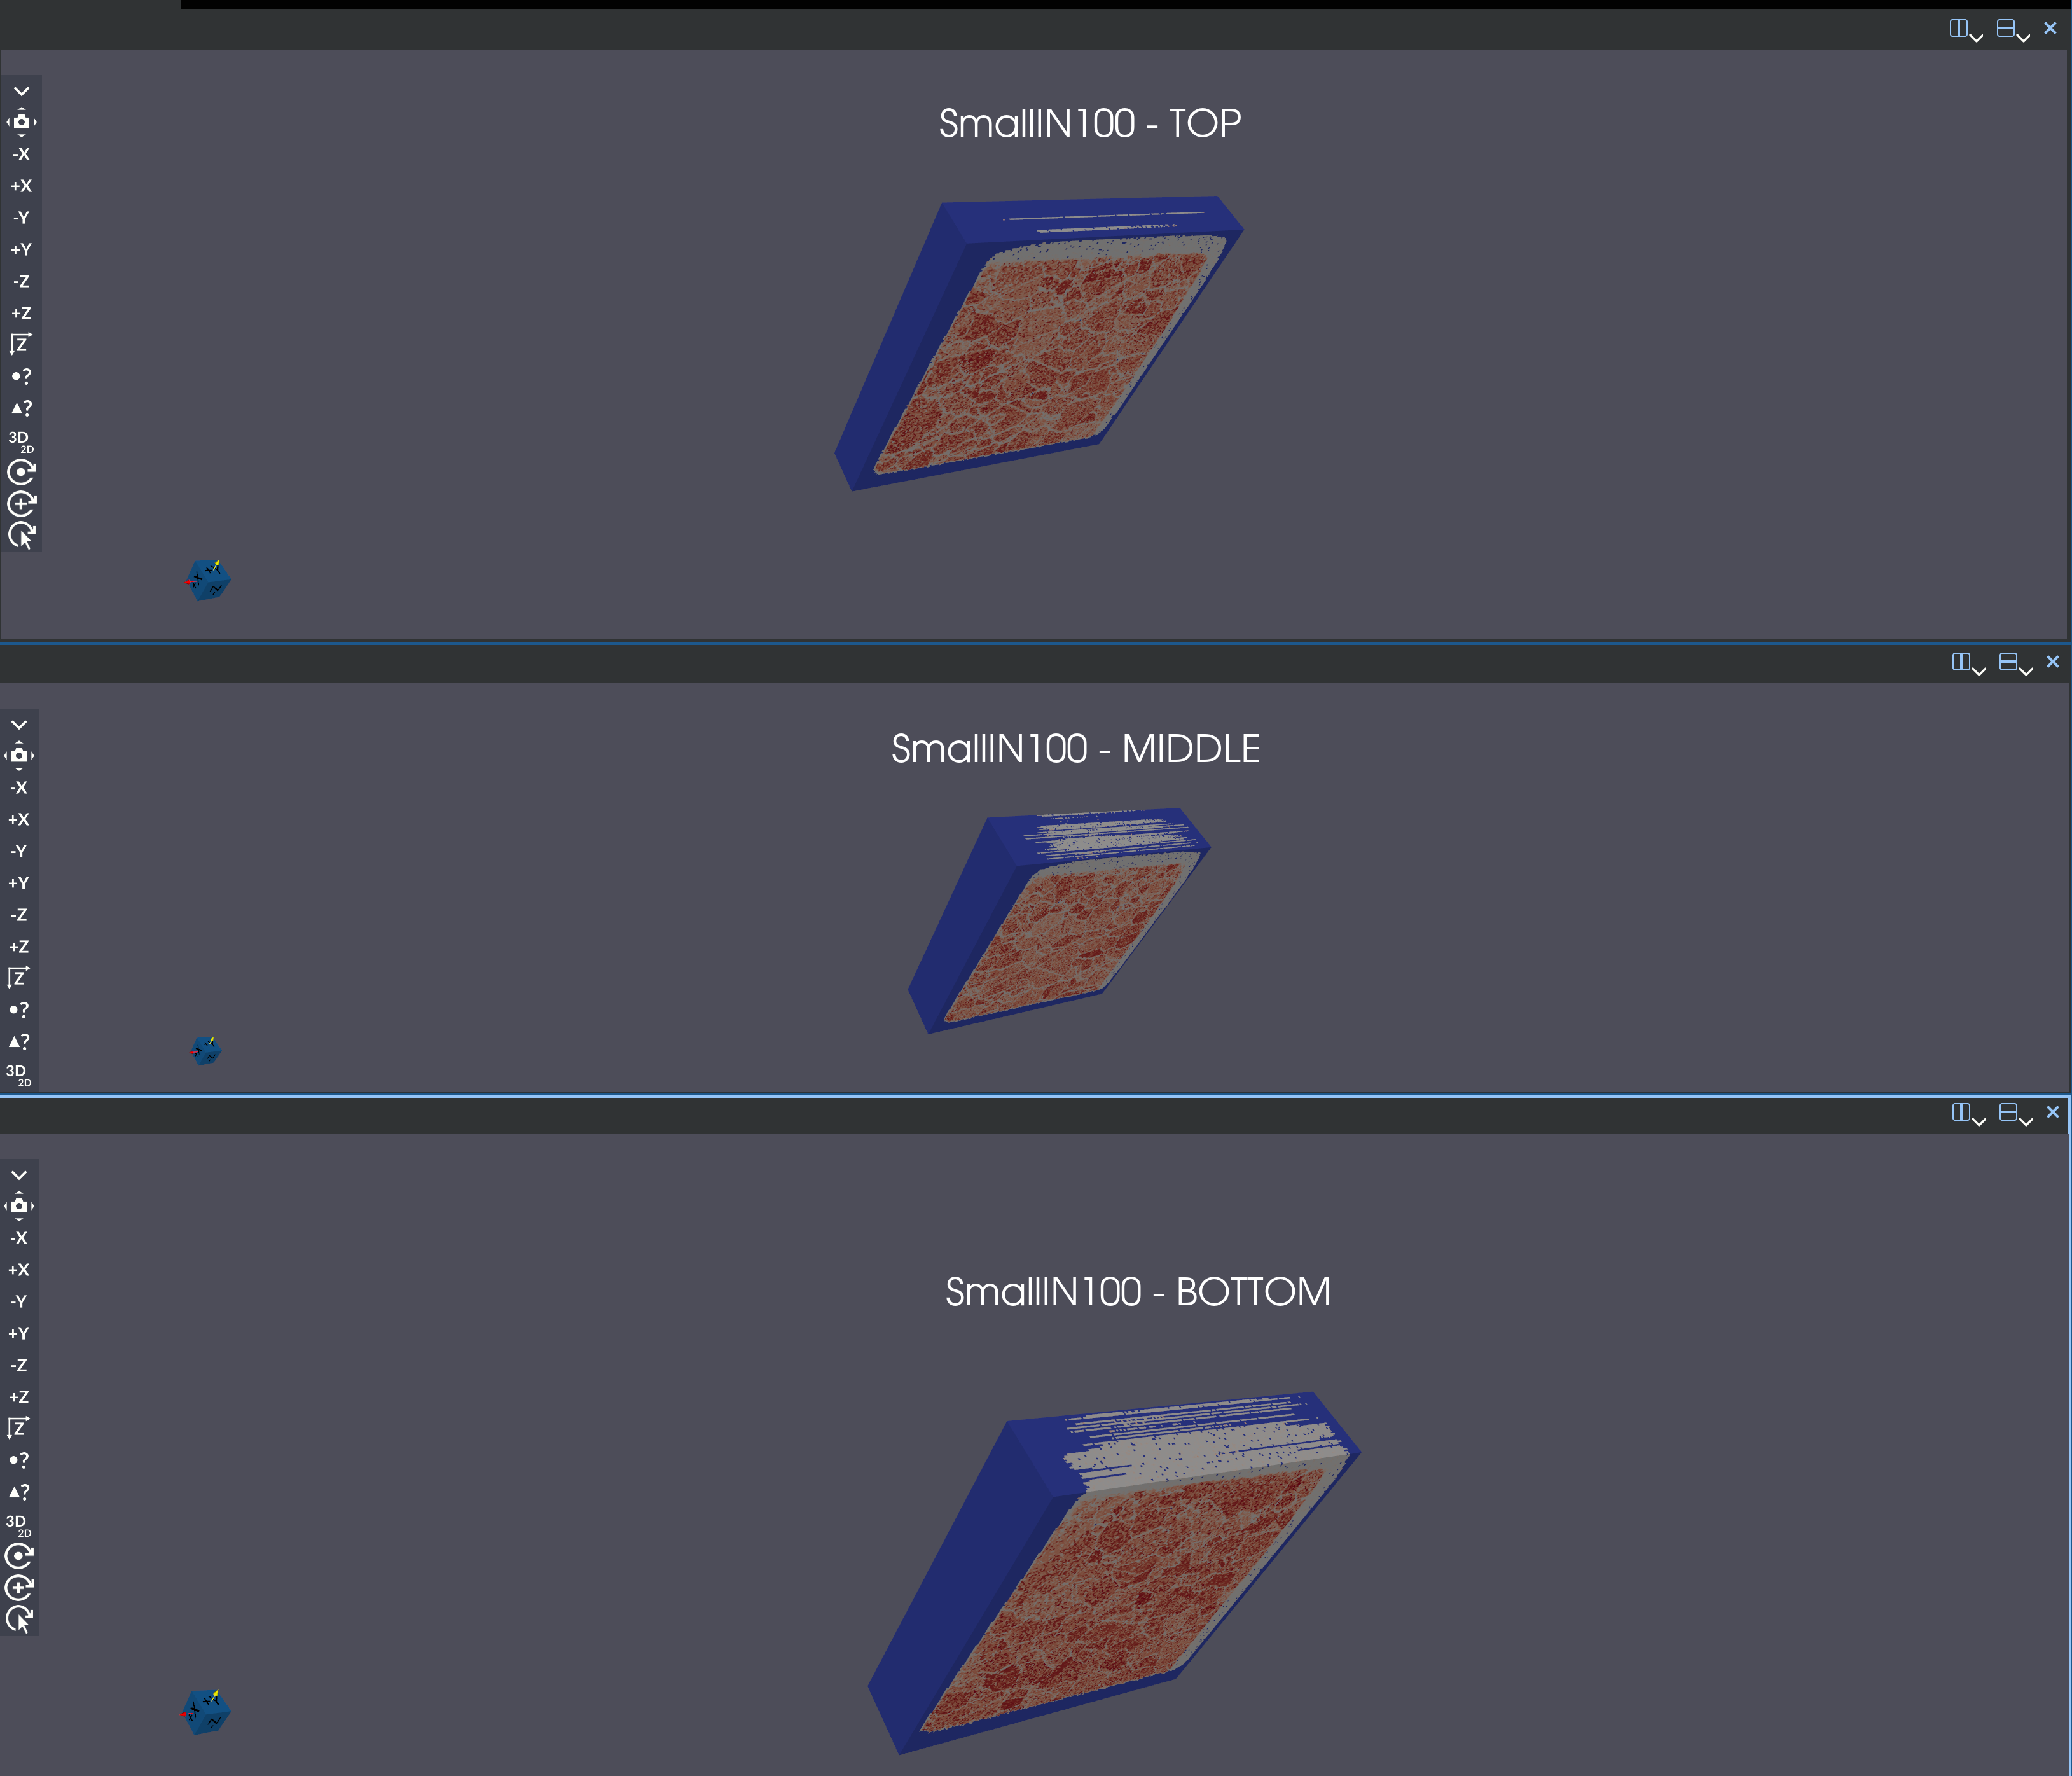 SmallIN100 - TOP
-X
+X
-Y
+Y
-Z
+Z
Z
?
?
3D
2D
SmallIN100 - MIDDLE
-X
+X
-Y
+Y
-Z
+Z
Z
?
?
3D
2D
SmallIN100 - BOTTOM
-X
+X
-Y
+Y
-Z
+Z
Z
?
?
3D
2D